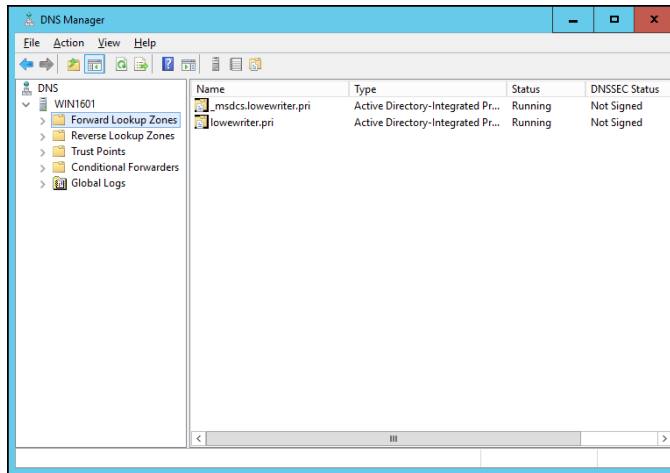 DNS Manager
File Action View Help
DNS
WIN1601
Forward Lookup Zones
Reverse Lookup Zones
Trust Points
Conditional Forwarders
Global Logs
Name Type Status DNSSEC Status
_msdcs.lowewriter.pri Active Directory-Integrated Pr... Running Not Signed
lowewriter.pri Active Directory-Integrated Pr... Running Not Signed